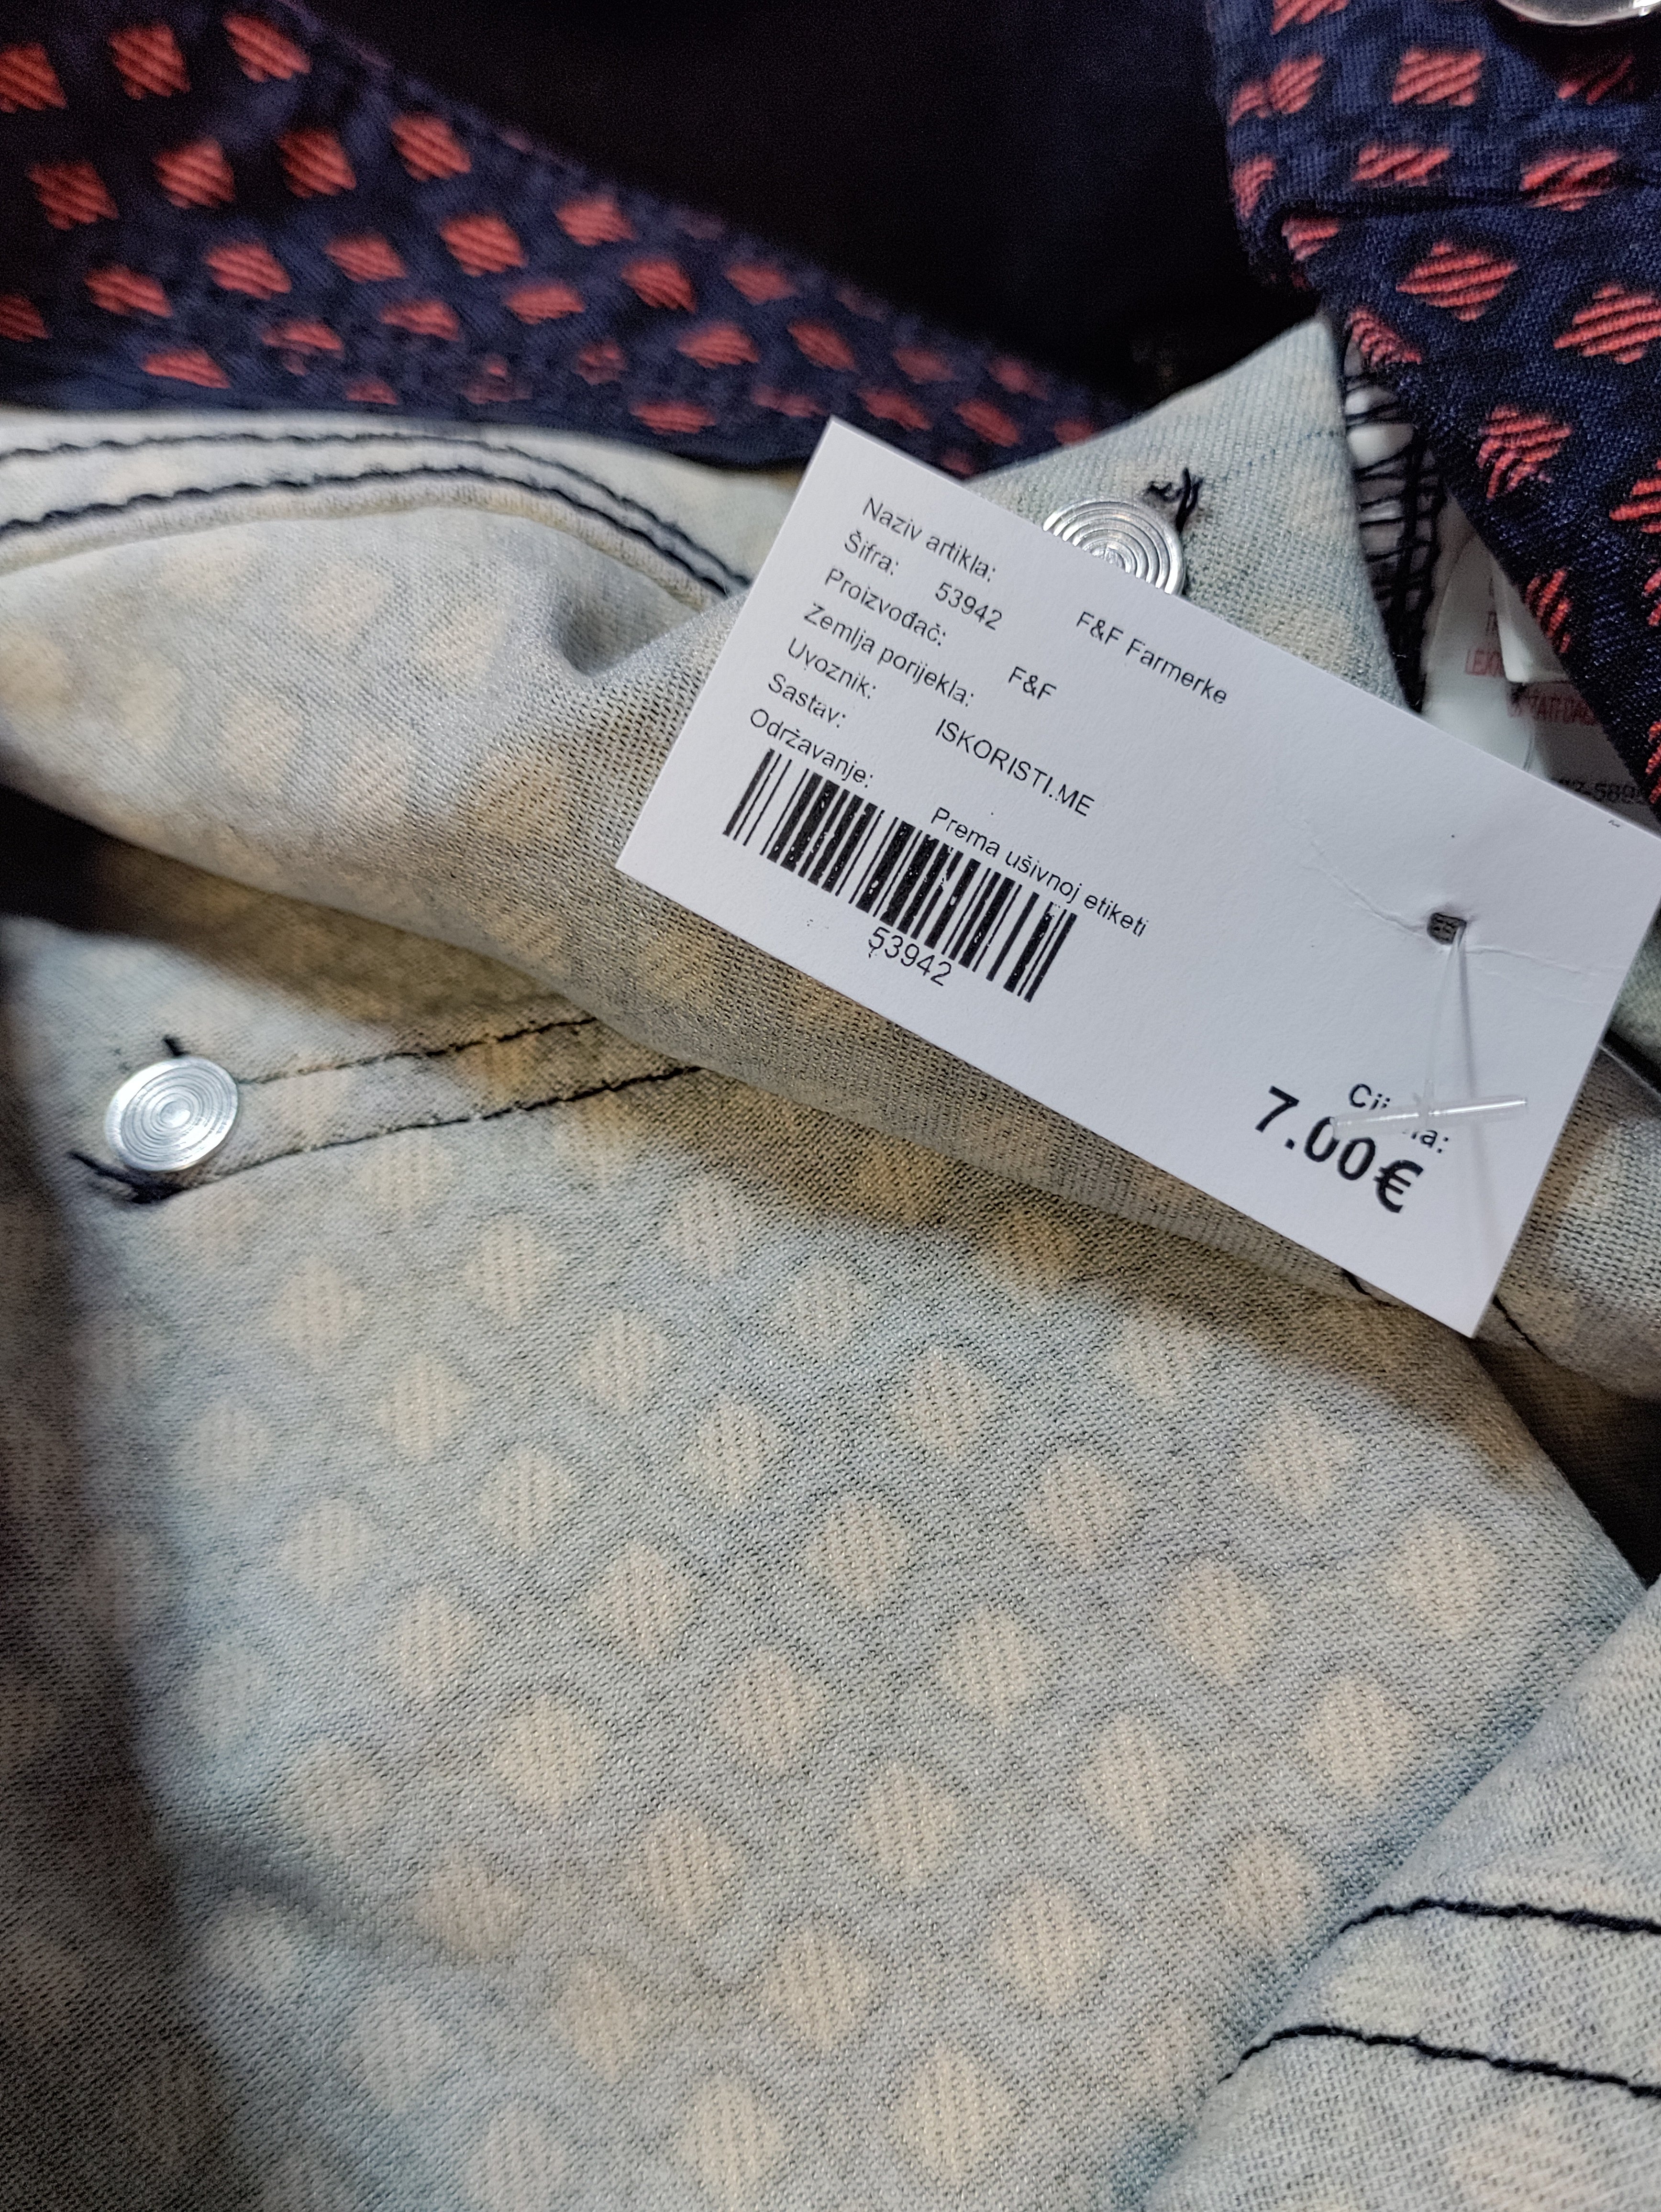 Naziv artikla: F&F Farmerke
Šifra: 53942
Proizvođač: F&F
Zemlja porijekla:
Uvoznik: ISKORISTI.ME
Sastav:
Održavanje: Prema ušivnoj etiketi
53942
7.00€